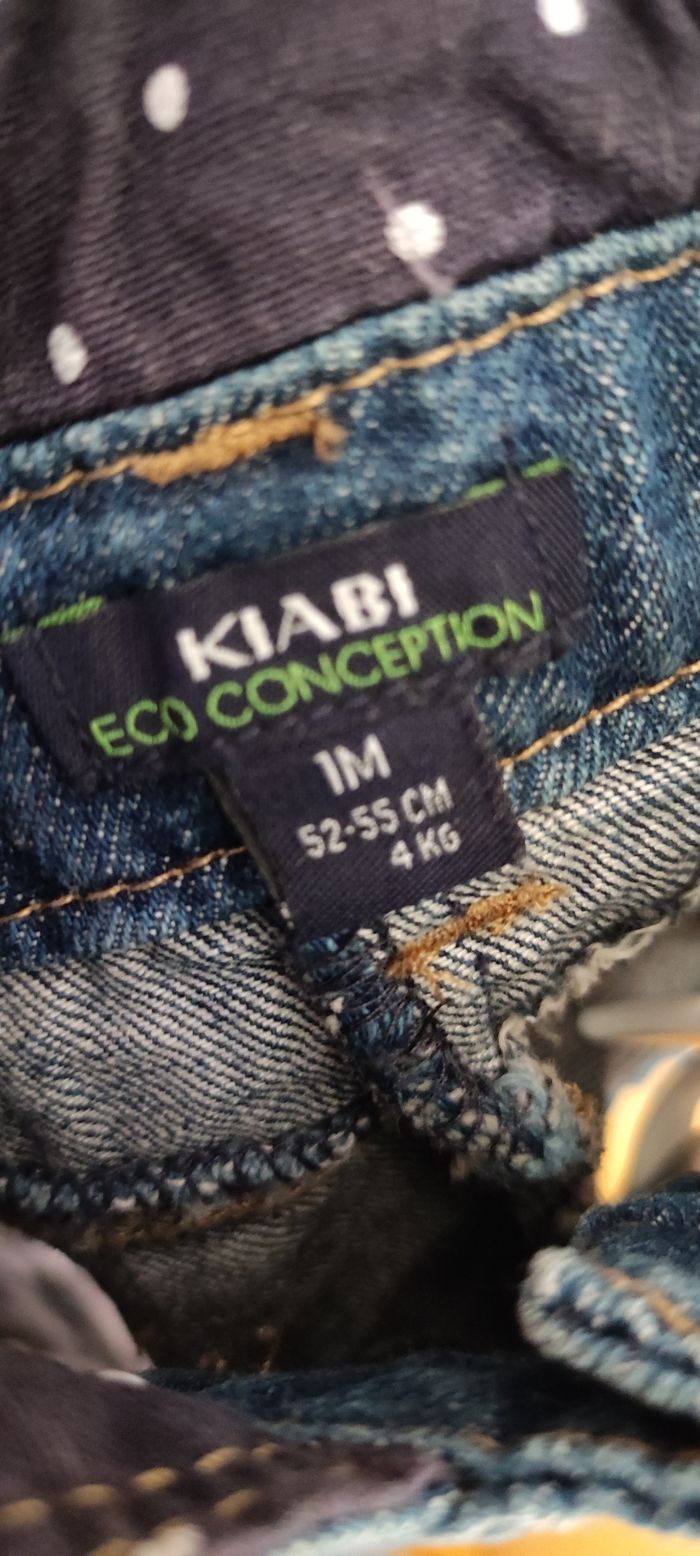 KIABI
ECO CONCEPTION
1M
52-55 CM
4 KG